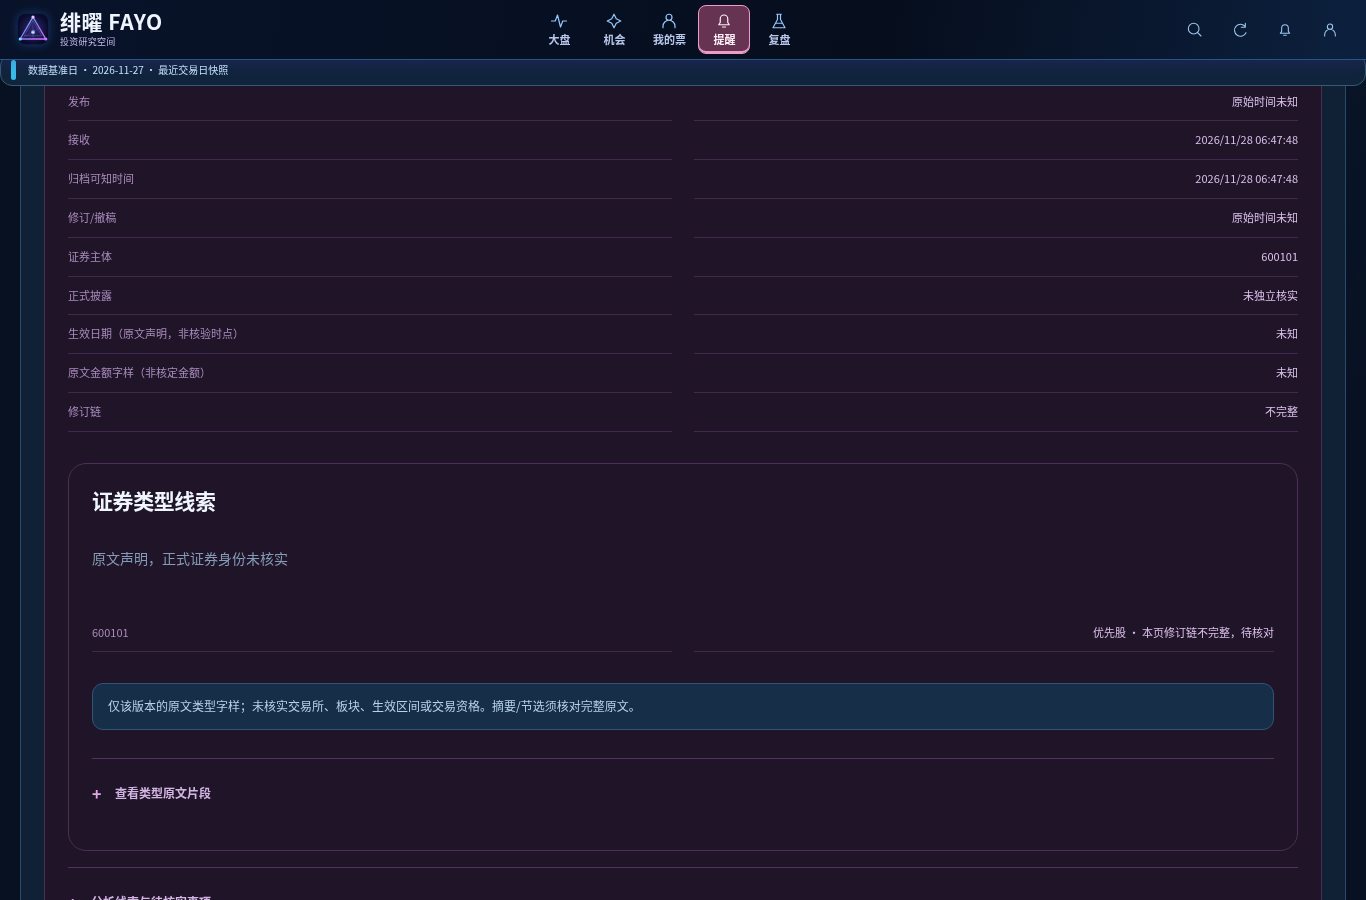 绯曜 FAYO
投资研究空间
大盘
机会
我的票
提醒
复盘
数据基准日 · 2026-11-27 · 最近交易日快照
发布
原始时间未知
接收
2026/11/28 06:47:48
归档可知时间
2026/11/28 06:47:48
修订/撤稿
原始时间未知
证券主体
600101
正式披露
未独立核实
生效日期（原文声明，非核验时点）
未知
原文金额字样（非核定金额）
未知
修订链
不完整
证券类型线索
原文声明，正式证券身份未核实
600101
优先股 · 本页修订链不完整，待核对
仅该版本的原文类型字样；未核实交易所、板块、生效区间或交易资格。摘要/节选须核对完整原文。
+ 查看类型原文片段